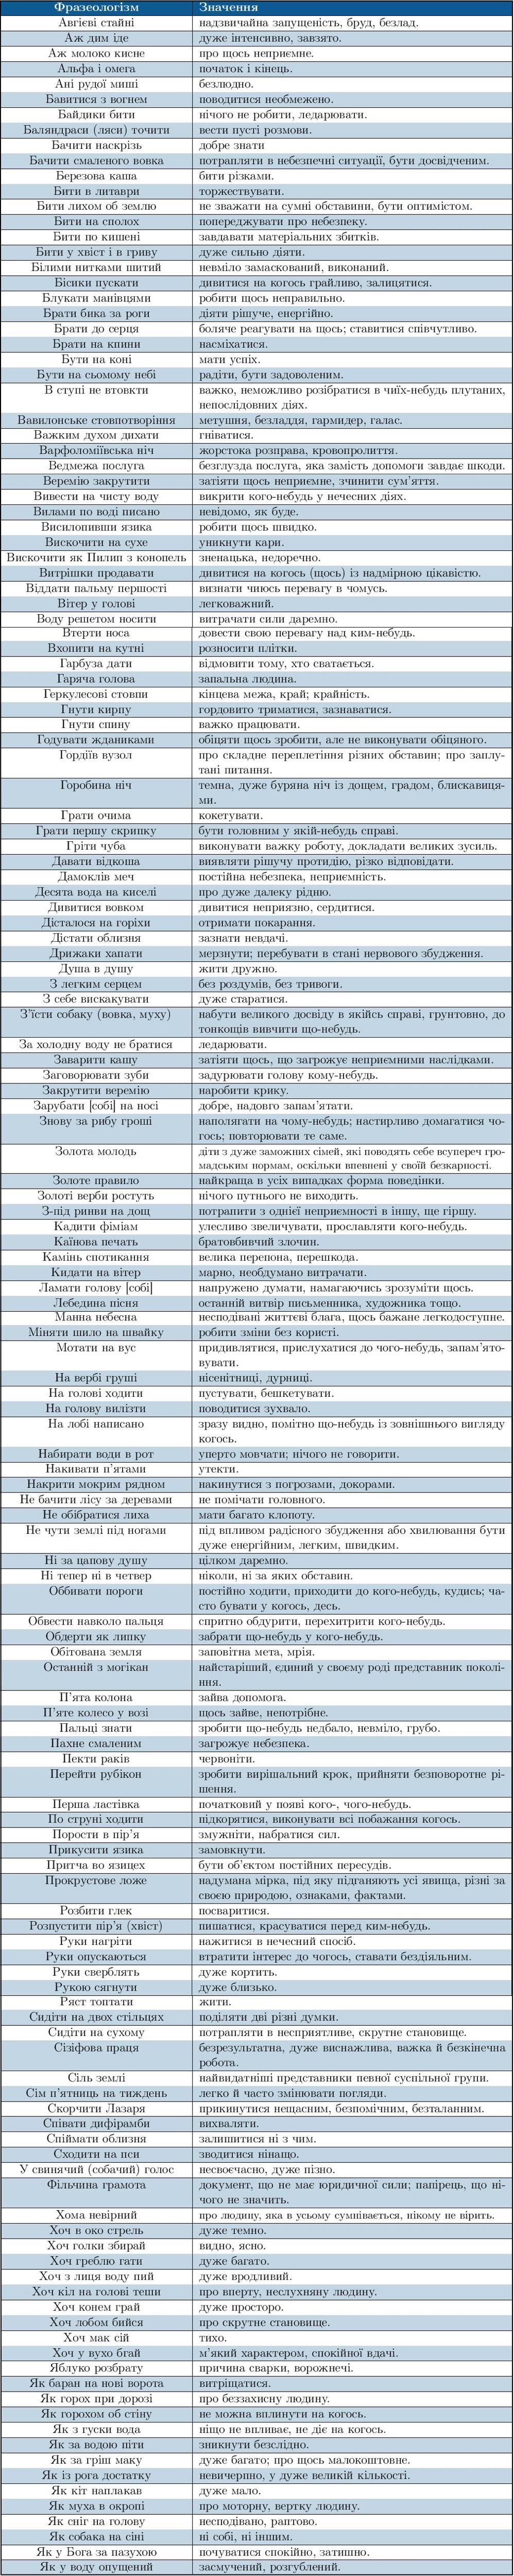 Фразеологізм Значення
Авгієві стайні надзвичайна запущеність, бруд, безлад.
Аж дим іде дуже інтенсивно, завзято.
Аж молоко кисне про щось неприємне.
Альфа і омега початок і кінець.
Ані рудої миші безлюдно.
Бавитися з вогнем поводитися необмежено.
Байдики бити нічого не робити, ледарювати.
Баляндраси (ляси) точити вести пусті розмови.
Бачити наскрізь добре знати
Бачити смаленого вовка потрапляти в небезпечні ситуації, бути досвідченим.
Березова каша бити різками.
Бити в литаври торжествувати.
Бити лихом об землю не зважати на сумні обставини, бути оптимістом.
Бити на сполох попереджувати про небезпеку.
Бити по кишені завдавати матеріальних збитків.
Бити у хвіст і в гриву дуже сильно діяти.
Білими нитками шитий невміло замаскований, виконаний.
Бісики пускати дивитися на когось грайливо, залицятися.
Блукати манівцями робити щось неправильно.
Брати бика за роги діяти рішуче, енергійно.
Брати до серця боляче реагувати на щось; ставитися співчутливо.
Брати на кпини насміхатися.
Бути на коні мати успіх.
Бути на сьомому небі радіти, бути задоволеним.
В ступі не втовкти важко, неможливо розібратися в чиїх-небудь плутаних,
непослідовних діях.
Вавилонське стовпотворіння метушня, безладдя, гармидер, галас.
Важким духом дихати гніватися.
Варфоломіївська ніч жорстока розправа, кровопролиття.
Ведмежа послуга безглузда послуга, яка замість допомоги завдає шкоди.
Веремію закрутити затіяти щось неприємне, зчинити сум'яття.
Вивести на чисту воду викрити кого-небудь у нечесних діях.
Вилами по воді писано невідомо, як буде.
Висилопивши язика робити щось швидко.
Вискочити на сухе уникнути кари.
Вискочити як Пилип з конопель зненацька, недоречно.
Витрішки продавати дивитися на когось (щось) із надмірною цікавістю.
Віддати пальму першості визнати чиюсь перевагу в чомусь.
Вітер у голові легковажний.
Воду решетом носити витрачати сили даремно.
Втерти носа довести свою перевагу над ким-небудь.
Вхопити на кутні розносити плітки.
Гарбуза дати відмовити тому, хто сватається.
Гаряча голова запальна людина.
Геркулесові стовпи кінцева межа, край; крайність.
Гнути кирпу гордовито триматися, зазнаватися.
Гнути спину важко працювати.
Годувати жданиками обіцяти щось зробити, але не виконувати обіцяного.
Гордіїв вузол про складне переплетіння різних обставин; про заплу-
тані питання.
Горобина ніч темна, дуже буряна ніч із дощем, градом, блискавиця-
ми.
Грати очима кокетувати.
Грати першу скрипку бути головним у якій-небудь справі.
Гріти чуба виконувати важку роботу, докладати великих зусиль.
Давати відкоша виявляти рішучу протидію, різко відповідати.
Дамоклів меч постійна небезпека, неприємність.
Десята вода на киселі про дуже далеку рідню.
Дивитися вовком дивитися неприязно, сердитися.
Дісталося на горіхи отримати покарання.
Дістати облизня зазнати невдачі.
Дрижаки хапати мерзнути; перебувати в стані нервового збудження.
Душа в душу жити дружно.
З легким серцем без роздумів, без тривоги.
З себе вискакувати дуже старатися.
З'їсти собаку (вовка, муху) набути великого досвіду в якійсь справі, грунтовно, до
тонкощів вивчити що-небудь.
За холодну воду не братися ледарювати.
Заварити кашу затіяти щось, що загрожує неприємними наслідками.
Заговорювати зуби задурювати голову кому-небудь.
Закрутити веремію наробити крику.
Зарубати [собі] на носі добре, надовго запам'ятати.
Знову за рибу гроші наполягати на чому-небудь; настирливо домагатися чо-
гось; повторювати те саме.
Золота молодь діти з дуже заможних сімей, які поводять себе всупереч гро-
мадським нормам, оскільки впевнені у своїй безкарності.
Золоте правило найкраща в усіх випадках форма поведінки.
Золоті верби ростуть нічого путнього не виходить.
З-під ринви на дощ потрапити з однієї неприємності в іншу, ще гіршу.
Кадити фіміам улесливо звеличувати, прославляти кого-небудь.
Каїнова печать братовбивчий злочин.
Камінь спотикання велика перепона, перешкода.
Кидати на вітер марно, необдумано витрачати.
Ламати голову [собі] напружено думати, намагаючись зрозуміти щось.
Лебедина пісня останній витвір письменника, художника тощо.
Манна небесна несподівані життєві блага, щось бажане легкодоступне.
Міняти шило на швайку робити зміни без користі.
Мотати на вус придивлятися, прислухатися до чого-небудь, запам'ято-
вувати.
На вербі груші нісенітниці, дурниці.
На голові ходити пустувати, бешкетувати.
На голову вилізти поводитися зухвало.
На лобі написано зразу видно, помітно що-небудь із зовнішнього вигляду
когось.
Набирати води в рот уперто мовчати; нічого не говорити.
Накивати п'ятами утекти.
Накрити мокрим рядном накинутися з погрозами, докорами.
Не бачити лісу за деревами не помічати головного.
Не обібратися лиха мати багато клопоту.
Не чути землі під ногами під впливом радісного збудження або хвилювання бути
дуже енергійним, легким, швидким.
Ні за цапову душу цілком даремно.
Ні тепер ні в четвер ніколи, ні за яких обставин.
Оббивати пороги постійно ходити, приходити до кого-небудь, кудись; ча-
сто бувати у когось, десь.
Обвести навколо пальця спритно обдурити, перехитрити кого-небудь.
Обдерти як липку забрати що-небудь у кого-небудь.
Обітована земля заповітна мета, мрія.
Останній з могікан найстаріший, єдиний у своєму роді представник поколі-
ння.
П'ята колона зайва допомога.
П'яте колесо у возі щось зайве, непотрібне.
Пальці знати зробити що-небудь недбало, невміло, грубо.
Пахне смаленим загрожує небезпека.
Пекти раків червоніти.
Перейти рубікон зробити вирішальний крок, прийняти безповоротне рі-
шення.
Перша ластівка початковий у появі кого-, чого-небудь.
По струні ходити підкорятися, виконувати всі побажання когось.
Порости в пір'я змужніти, набратися сил.
Прикусити язика замовкнути.
Притча во язицех бути об'єктом постійних пересудів.
Прокрустове ложе надумана мірка, під яку підганяють усі явища, різні за
своєю природою, ознаками, фактами.
Розбити глек посваритися.
Розпустити пір'я (хвіст) пишатися, красуватися перед ким-небудь.
Руки нагріти нажитися в нечесний спосіб.
Руки опускаються втратити інтерес до чогось, ставати бездіяльним.
Руки сверблять дуже кортить.
Рукою сягнути дуже близько.
Ряст топтати жити.
Сидіти на двох стільцях поділяти дві різні думки.
Сидіти на сухому потрапляти в несприятливе, скрутне становище.
Сізіфова праця безрезультатна, дуже виснажлива, важка й безкінечна
робота.
Сіль землі найвидатніші представники певної суспільної групи.
Сім п'ятниць на тиждень легко й часто змінювати погляди.
Скорчити Лазаря прикинутися нещасним, безпомічним, безталанним.
Співати дифірамби вихваляти.
Спіймати облизня залишитися ні з чим.
Сходити на пси зводитися нінащо.
У свинячий (собачий) голос несвоєчасно, дуже пізно.
Фільчина грамота документ, що не має юридичної сили; папірець, що ні-
чого не значить.
Хома невірний про людину, яка в усьому сумнівається, нікому не вірить.
Хоч в око стрель дуже темно.
Хоч голки збирай видно, ясно.
Хоч греблю гати дуже багато.
Хоч з лиця воду пий дуже вродливий.
Хоч кіл на голові теши про вперту, неслухняну людину.
Хоч конем грай дуже просторо.
Хоч лобом бийся про скрутне становище.
Хоч мак сій тихо.
Хоч у вухо бгай м'який характером, спокійної вдачі.
Яблуко розбрату причина сварки, ворожнечі.
Як баран на нові ворота витріщатися.
Як горох при дорозі про беззахисну людину.
Як горохом об стіну не можна вплинути на когось.
Як з гуски вода ніщо не впливає, не діє на когось.
Як за водою піти зникнути безслідно.
Як за гріш маку дуже багато; про щось малокоштовне.
Як із рога достатку невичерпно, у дуже великій кількості.
Як кіт наплакав дуже мало.
Як муха в окропі про моторну, вертку людину.
Як сніг на голову несподівано, раптово.
Як собака на сіні ні собі, ні іншим.
Як у Бога за пазухою почуватися спокійно, затишно.
Як у воду опущений засмучений, розгублений.